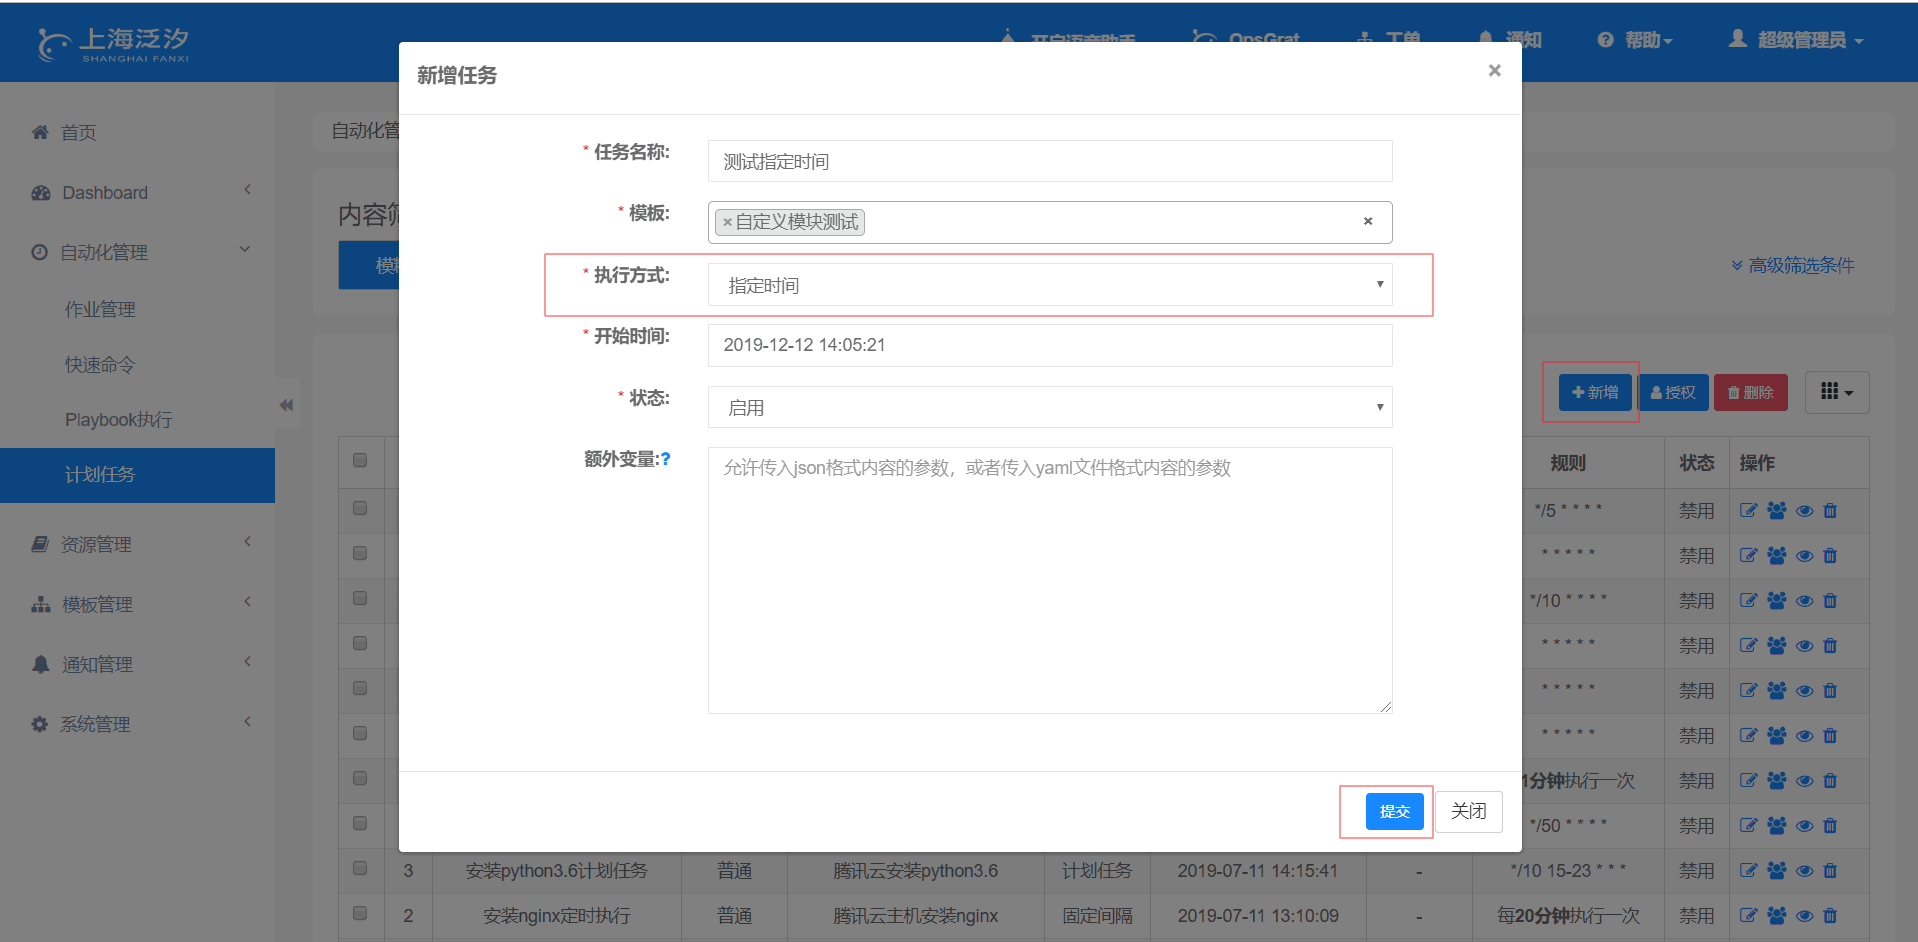 上海泛汐
SHANGHAI FANXI
开启语音助手
OpsGrat
工单
通知
帮助
超级管理员
首页
Dashboard
自动化管理
作业管理
快速命令
Playbook执行
计划任务
资源管理
模板管理
通知管理
系统管理
自动化管
内容筛
模糊
高级筛选条件
新增
授权
删除
新增任务
×
* 任务名称:
测试指定时间
* 模板:
×自定义模块测试
×
* 执行方式:
指定时间
* 开始时间:
2019-12-12 14:05:21
* 状态:
启用
额外变量:?
允许传入json格式内容的参数，或者传入yaml文件格式内容的参数
提交
关闭
规则 状态 操作
*/5 * * * * 禁用
* * * * * 禁用
*/10 * * * * 禁用
* * * * * 禁用
* * * * * 禁用
* * * * * 禁用
1分钟执行一次 禁用
*/50 * * * * 禁用
3 安装python3.6计划任务 普通 腾讯云安装python3.6 计划任务 2019-07-11 14:15:41 - */10 15-23 * * * 禁用
2 安装nginx定时执行 普通 腾讯云主机安装nginx 固定间隔 2019-07-11 13:10:09 - 每20分钟执行一次 禁用